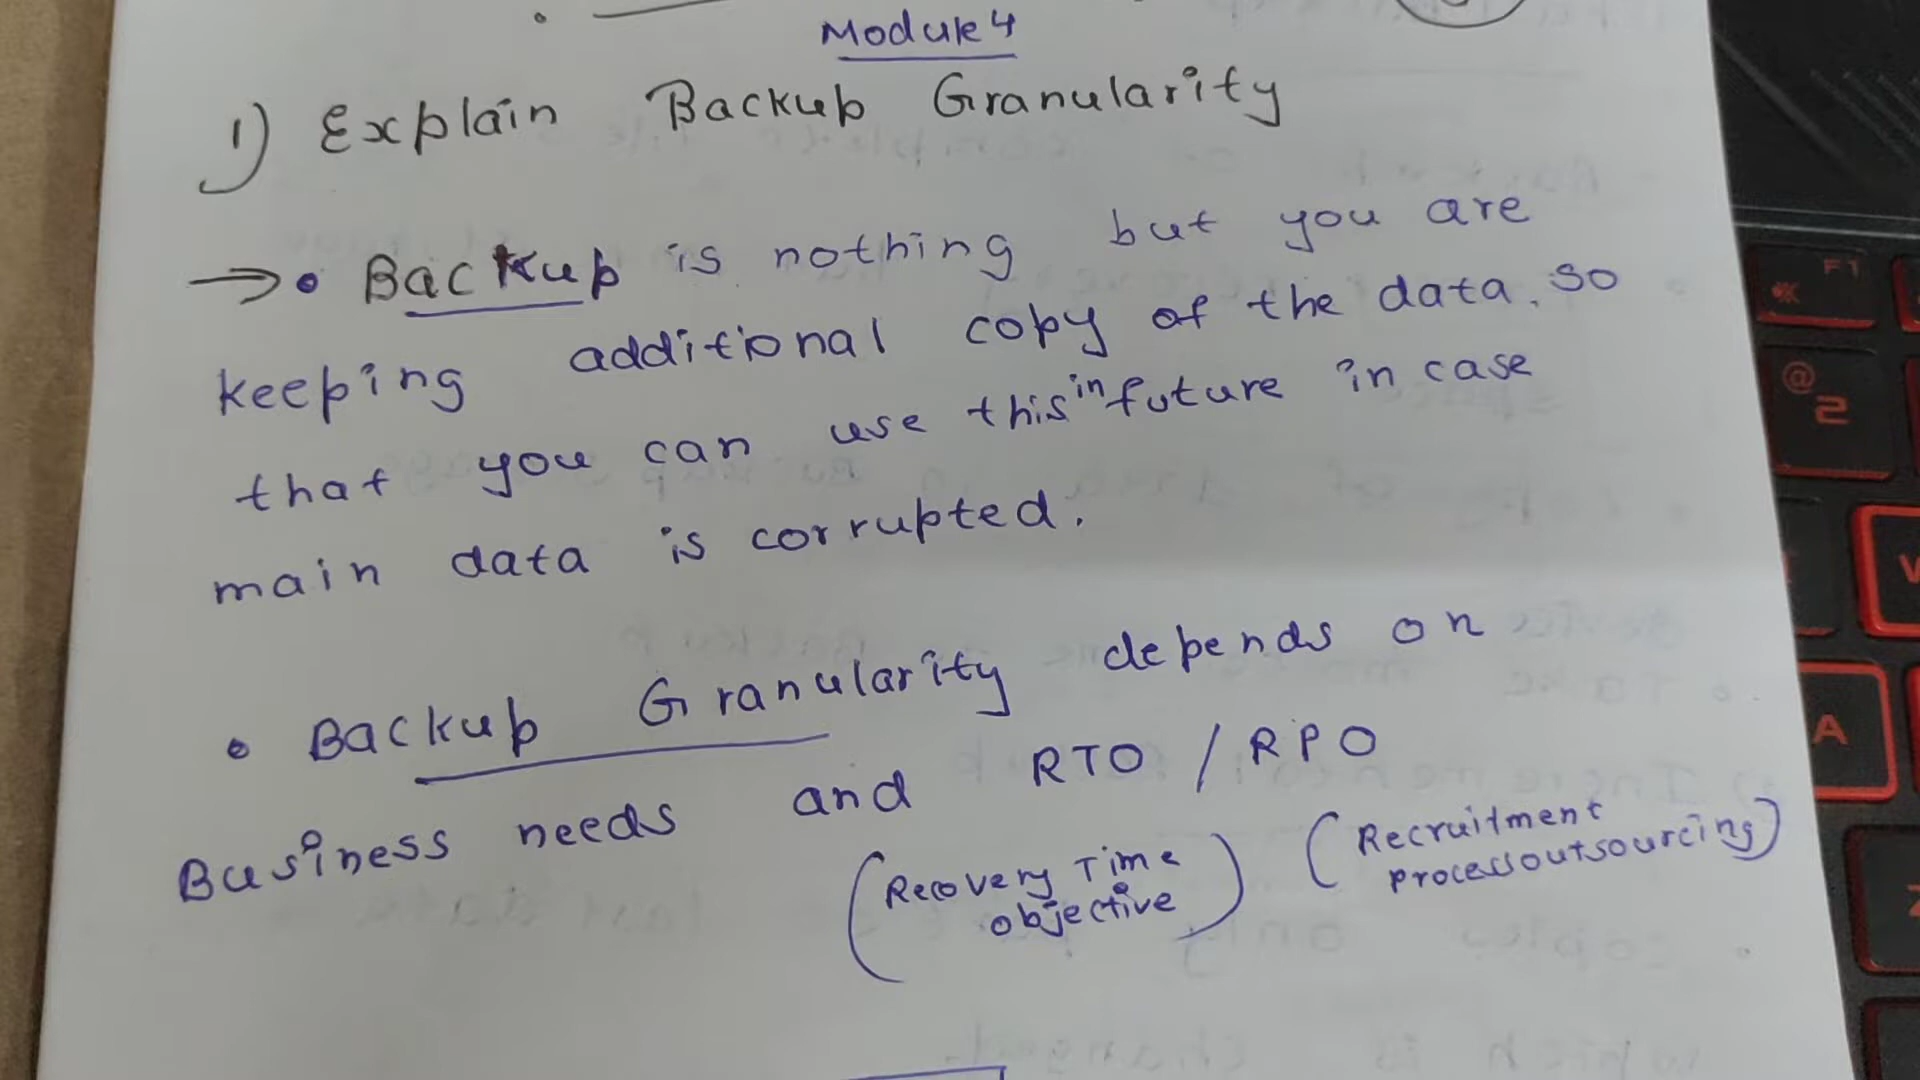 Module 4
1) Explain Backup Granularity
→ • Backup is nothing but you are
keeping additional copy of the data, so
that you can use this in future in case
main data is corrupted.
• Backup Granularity depends on
Business needs and RTO / RPO
(Recovery Time objective) (Recruitment process outsourcing)
F1
@
2
A